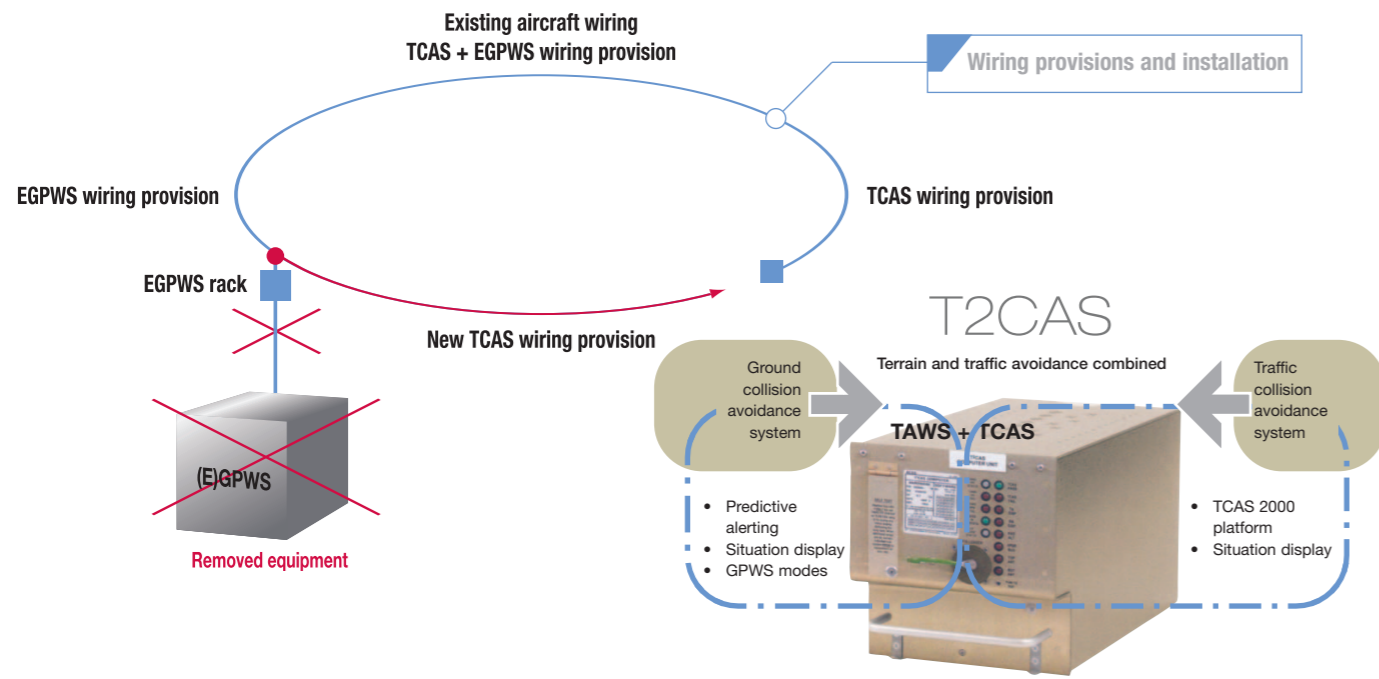 Existing aircraft wiring
TCAS + EGPWS wiring provision
Wiring provisions and installation
EGPWS wiring provision
TCAS wiring provision
EGPWS rack
New TCAS wiring provision
(E)GPWS
Removed equipment
T2CAS
Terrain and traffic avoidance combined
Ground
collision
avoidance
system
Traffic
collision
avoidance
system
TAWS + TCAS
• Predictive
alerting
• Situation display
• GPWS modes
• TCAS 2000
platform
• Situation display